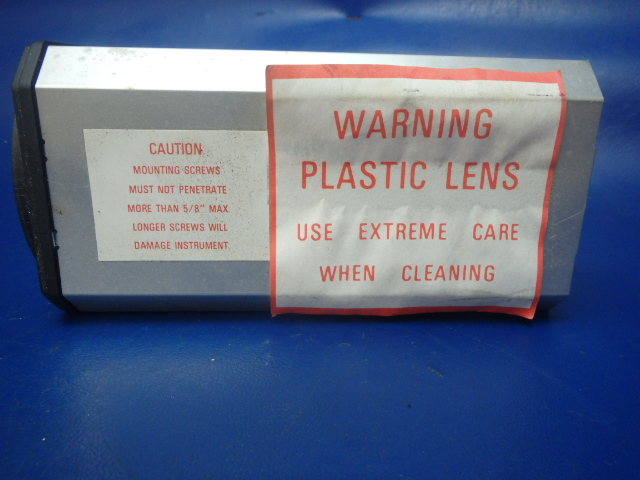 CAUTION
MOUNTING SCREWS
MUST NOT PENETRATE
MORE THAN 5/8" MAX.
LONGER SCREWS WILL
DAMAGE INSTRUMENT.
WARNING
PLASTIC LENS
USE EXTREME CARE
WHEN CLEANING